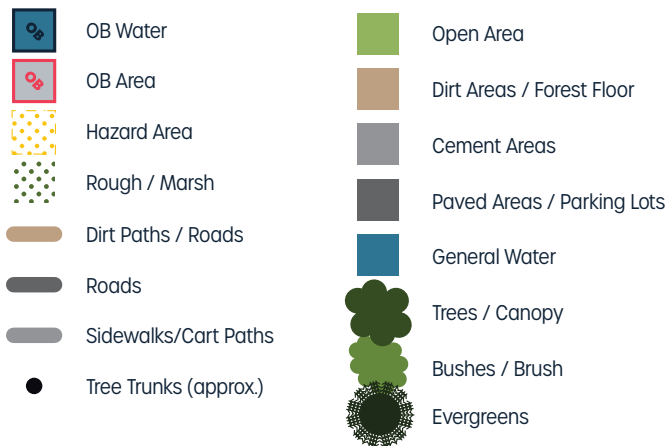 OB
OB Water
OB
OB Area
Hazard Area
Rough / Marsh
Dirt Paths / Roads
Roads
Sidewalks/Cart Paths
Tree Trunks (approx.)
Open Area
Dirt Areas / Forest Floor
Cement Areas
Paved Areas / Parking Lots
General Water
Trees / Canopy
Bushes / Brush
Evergreens